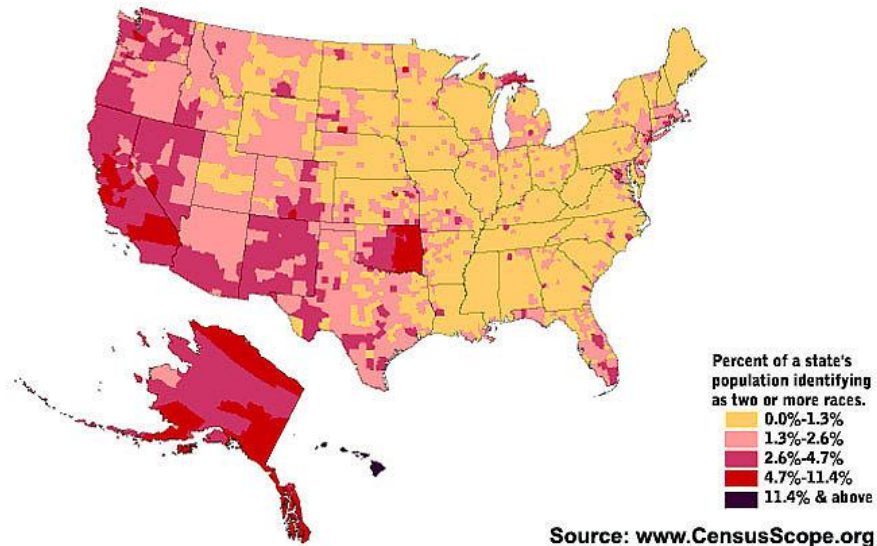 Percent of a state's
population identifying
as two or more races.
0.0%-1.3%
1.3%-2.6%
2.6%-4.7%
4.7%-11.4%
11.4% & above
Source: www.CensusScope.org